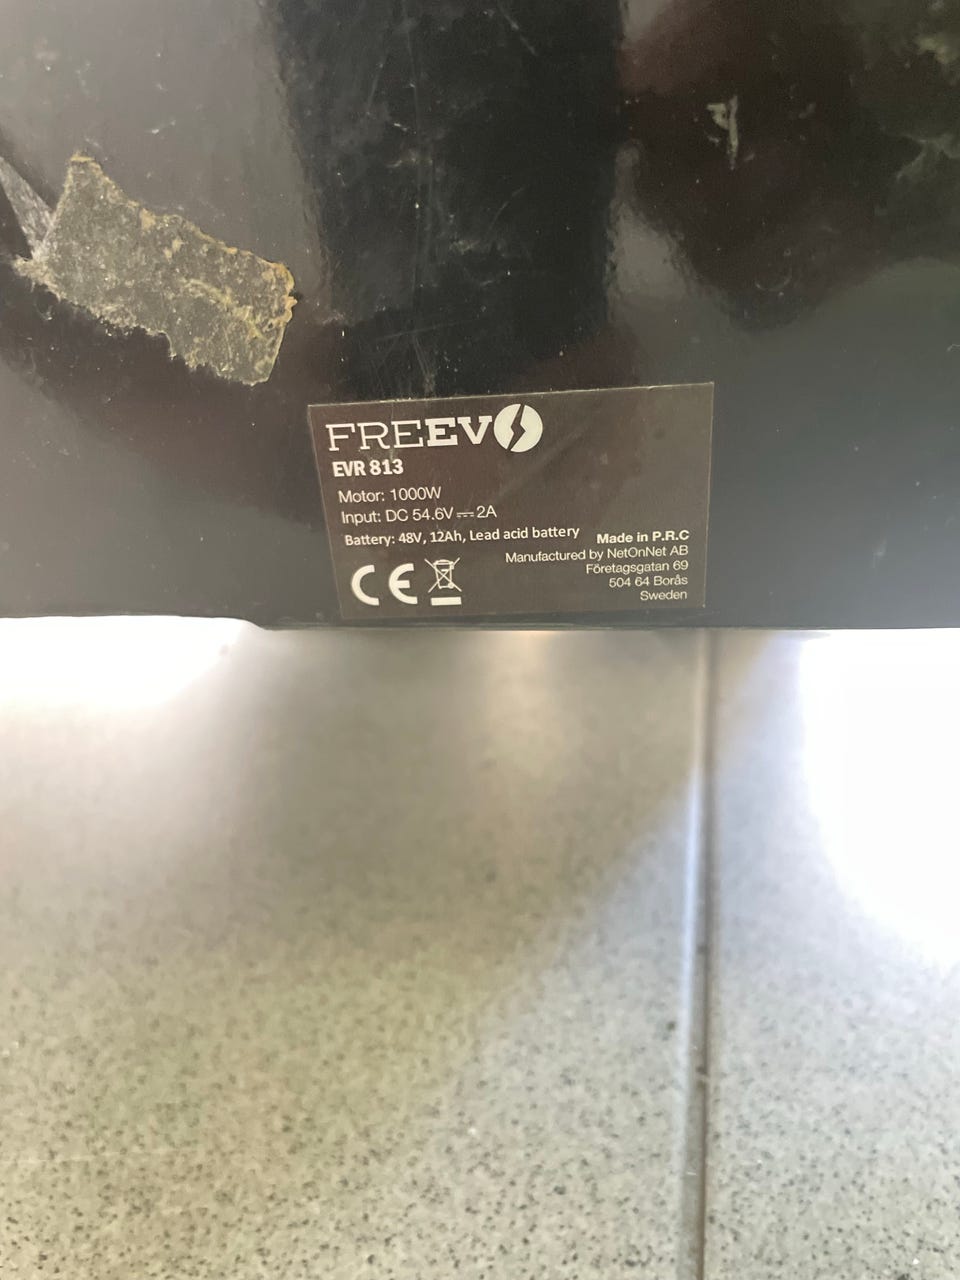 FREEVO
EVR 813
Motor: 1000W
Input: DC 54.6V⎓2A
Battery: 48V, 12Ah, Lead acid battery
Made in P.R.C
Manufactured by NetOnNet AB
Företagsgatan 69
504 64 Borås
Sweden
CE